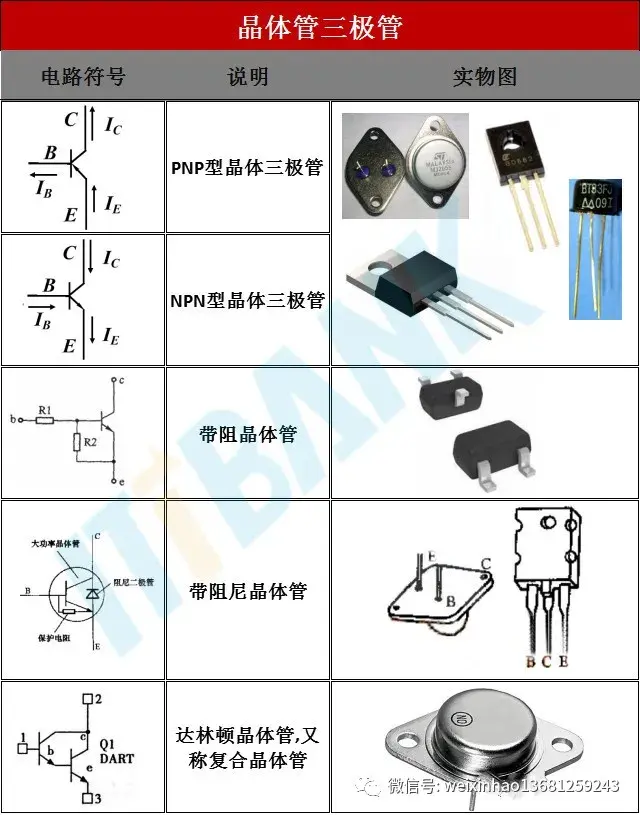 晶体管三极管
电路符号 说明 实物图
C IC
B
IB
E IE
PNP型晶体三极管
MALAYSIA
BT83FJ
091
C IC
B
IB
E IE
NPN型晶体三极管
c
b R1
R2
e
带阻晶体管
大功率晶体管 C
B 阻尼二极管
保护电阻
E
带阻尼晶体管
E C
B
B C E
2
1 c Q1
b DART
e
3
达林顿晶体管,又
称复合晶体管
ON
微信号: weixinhao13681259243